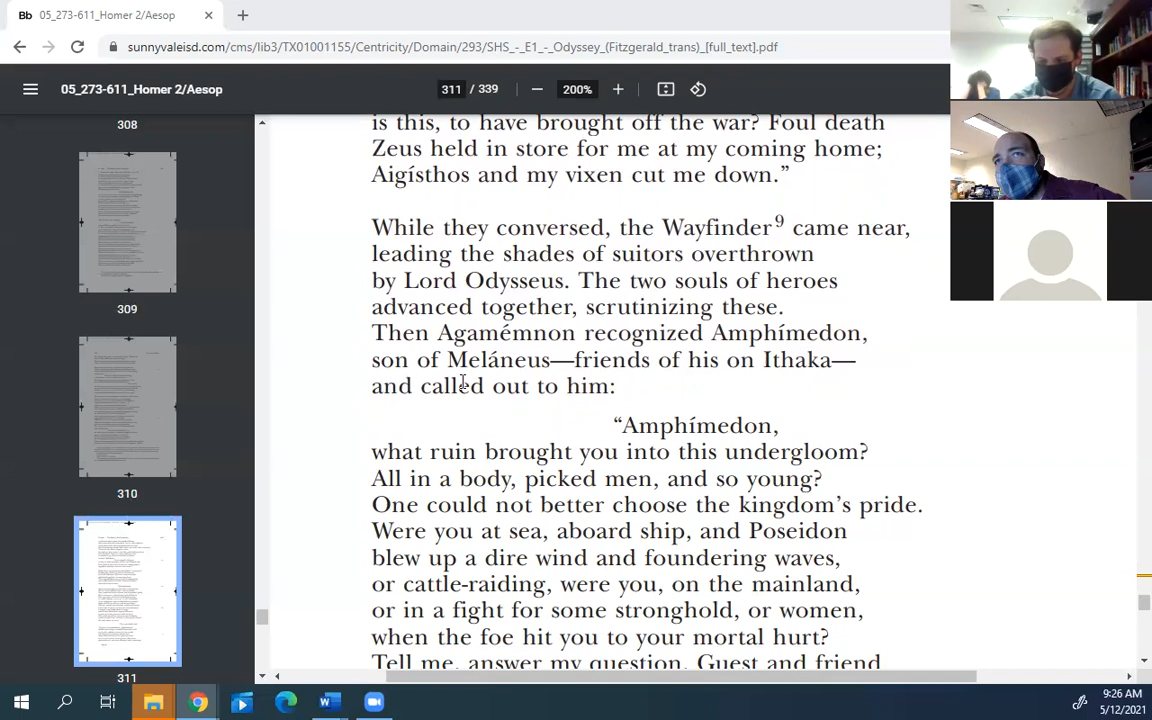 Bb 05_273-611_Homer 2/Aesop
sunnyvaleisd.com/cms/lib3/TX01001155/Centricity/Domain/293/SHS_-_E1_-_Odyssey_(Fitzgerald_trans)_[full_text].pdf
05_273-611_Homer 2/Aesop
311 / 339
200%
308
309
310
311
is this, to have brought off the war? Foul death
Zeus held in store for me at my coming home;
Aigísthos and my vixen cut me down.”
While they conversed, the Wayfinder9 came near,
leading the shades of suitors overthrown
by Lord Odysseus. The two souls of heroes
advanced together, scrutinizing these.
Then Agamémnon recognized Amphímedon,
son of Meláneus—friends of his on Ithaka—
and called out to him:
“Amphímedon,
what ruin brought you into this undergloom?
All in a body, picked men, and so young?
One could not better choose the kingdom’s pride.
Were you at sea, aboard ship, and Poseidon
blew up a dire wind and foundering waves,
or cattle-raiding, were you, on the mainland,
or in a fight for some stronghold, or women,
when the foe hit you to your mortal hurt?
Tell me, answer my question. Guest and friend
9:26 AM
5/12/2021